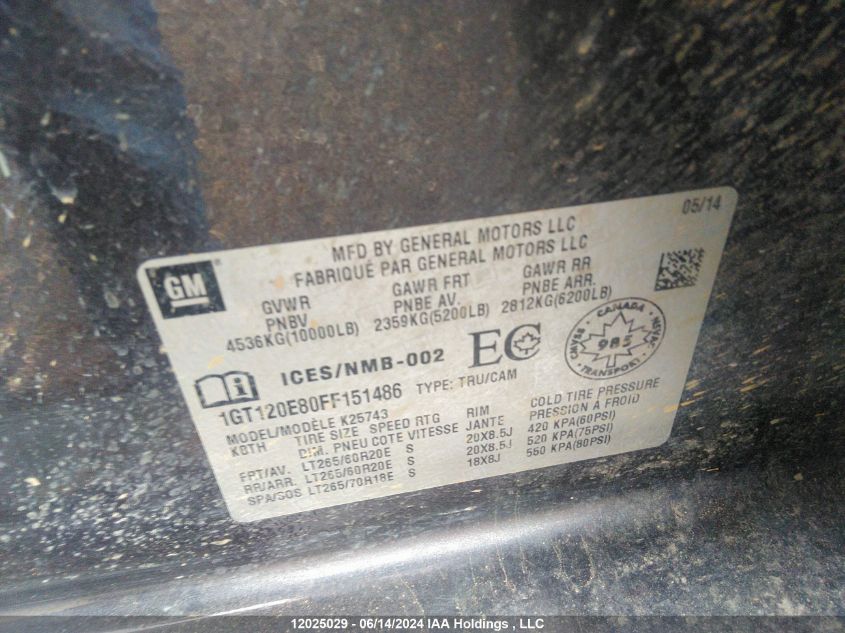 05/14
MFD BY GENERAL MOTORS LLC
FABRIQUÉ PAR GENERAL MOTORS LLC
GM
GVWR GAWR FRT GAWR RR
PNBV PNBE AV. PNBE ARR.
4536KG(10000LB) 2359KG(5200LB) 2812KG(6200LB)
ICES/NMB-002 EC
CANADA
985
TRANSPORT
1GT120E80FF151486 TYPE: TRU/CAM
MODEL/MODÈLE K25743
KBTH TIRE SIZE SPEED RTG RIM COLD TIRE PRESSURE
DIM. PNEU COTE VITESSE JANTE PRESSION À FROID
FRT/AV. LT265/60R20E S 20X8.5J 420 KPA(60PSI)
RR/ARR. LT265/60R20E S 20X8.5J 520 KPA(75PSI)
SPA/SOS LT265/70R18E S 18X8J 550 KPA(80PSI)
12025029 - 06/14/2024 IAA Holdings , LLC